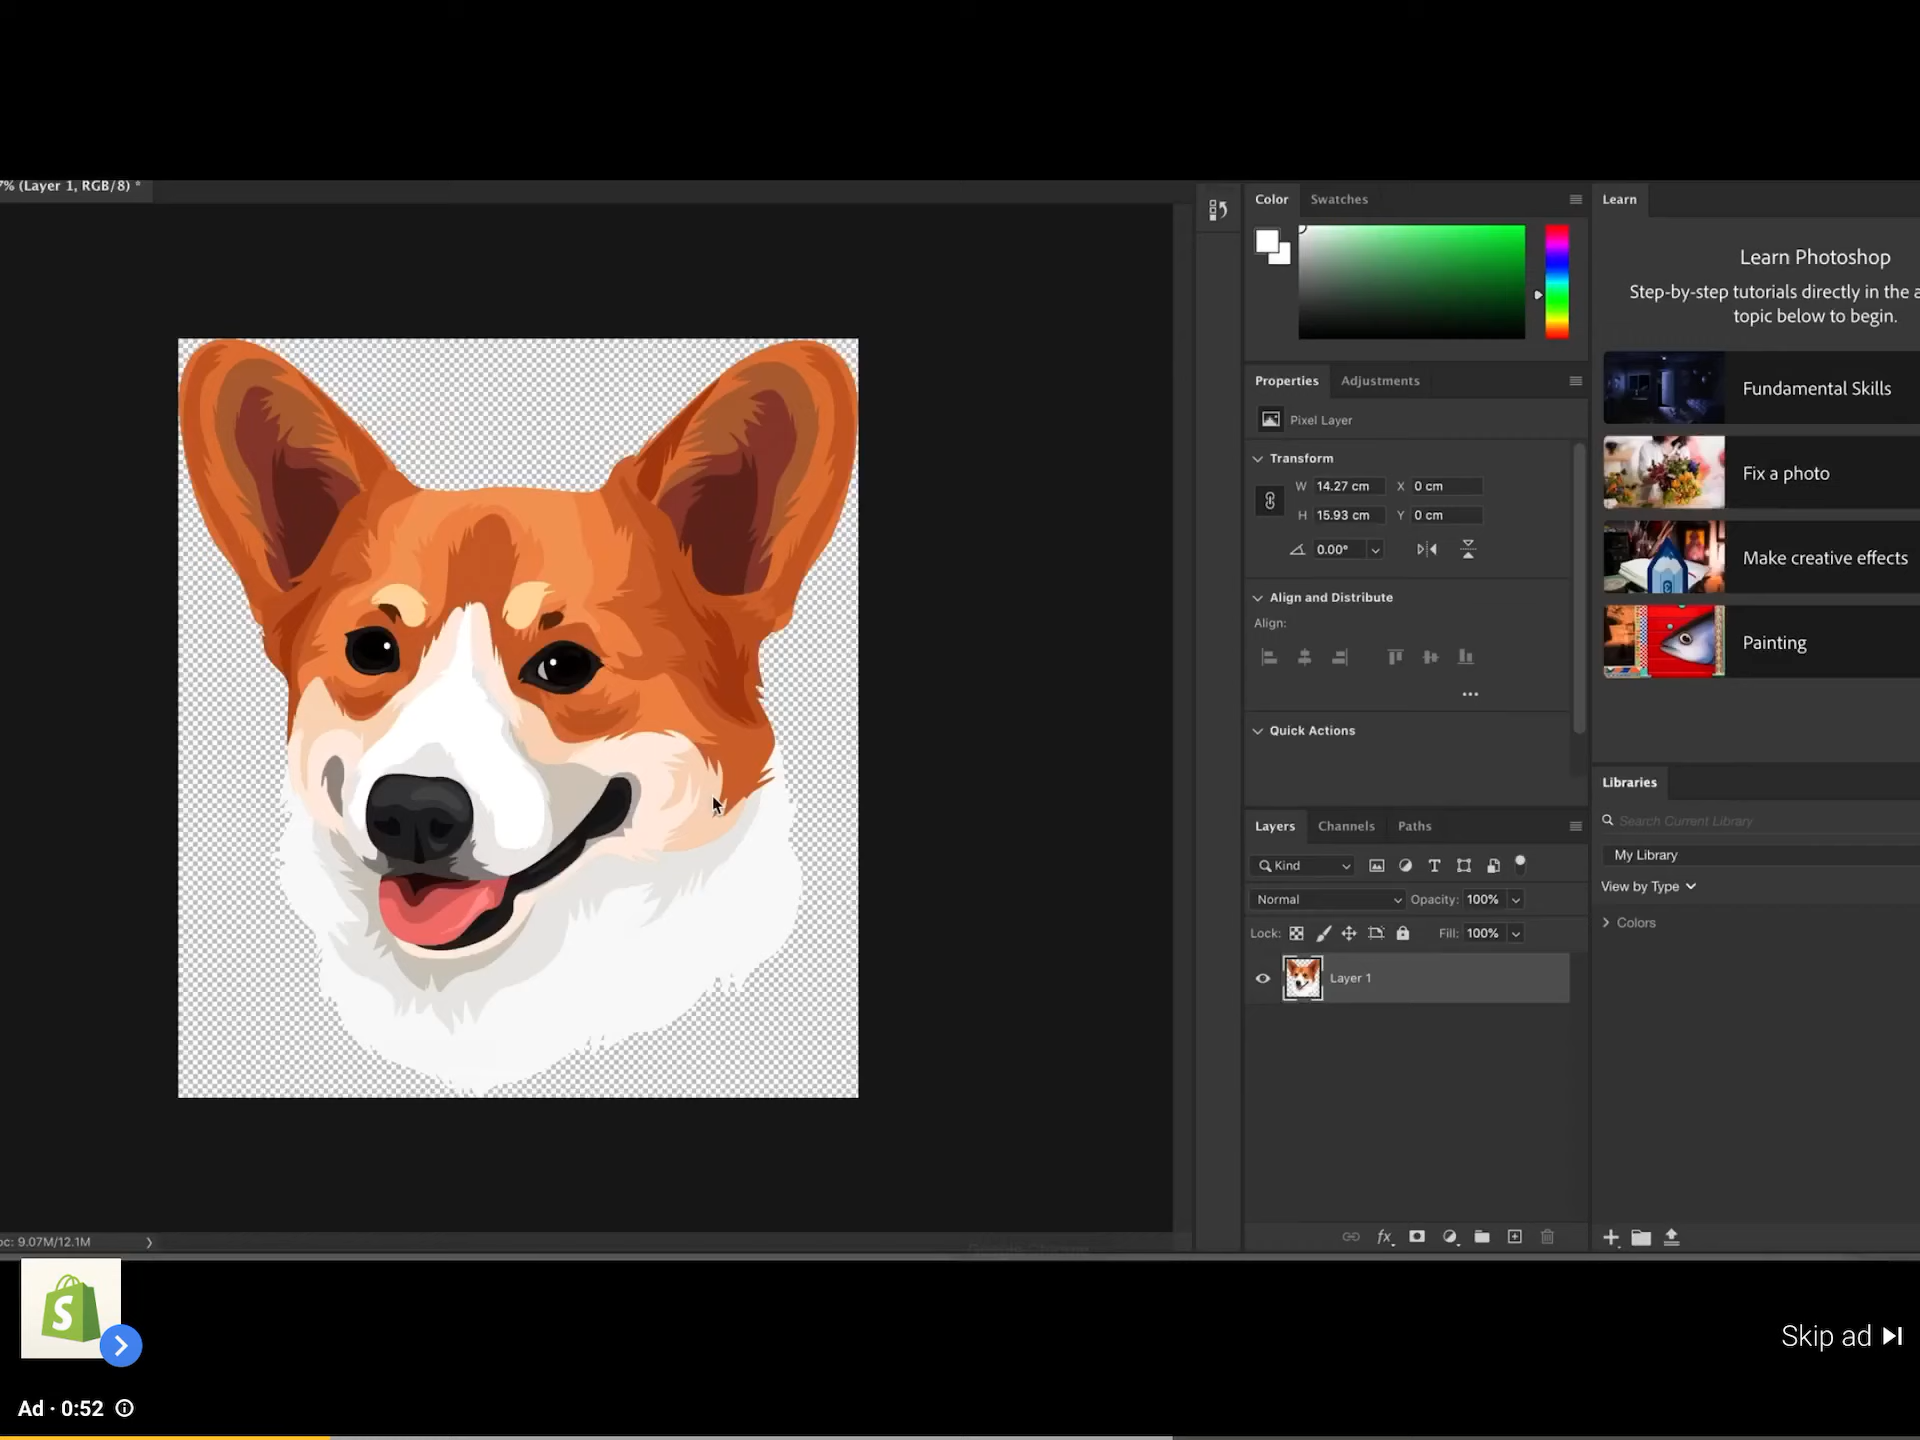 7% (Layer 1, RGB/8) *
Color
Swatches
Learn
Learn Photoshop
Step-by-step tutorials directly in the a
topic below to begin.
Fundamental Skills
Fix a photo
Make creative effects
Painting
Properties
Adjustments
Pixel Layer
Transform
W 14.27 cm X 0 cm
H 15.93 cm Y 0 cm
0.00°
Align and Distribute
Align:
Quick Actions
Layers
Channels
Paths
Kind
Normal
Opacity: 100%
Lock:
Fill: 100%
Layer 1
fx
Libraries
Search Current Library
My Library
View by Type
Colors
oc: 9.07M/12.1M
S
Skip ad
Ad · 0:52